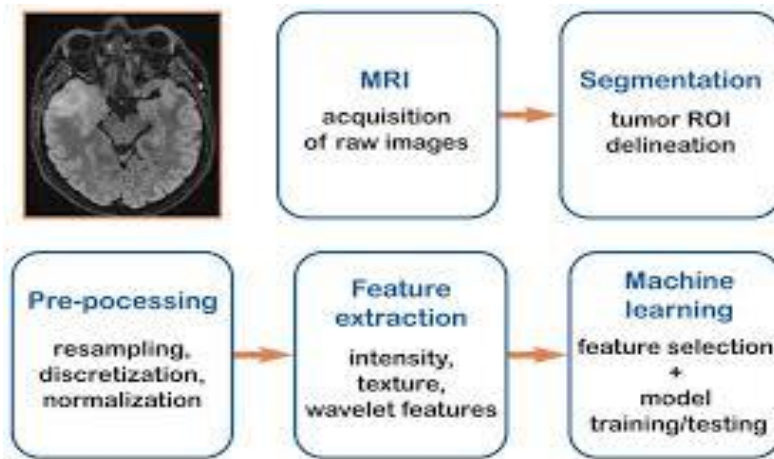 MRI
acquisition
of raw images
Segmentation
tumor ROI
delineation
Pre-pocessing
resampling,
discretization,
normalization
Feature
extraction
intensity,
texture,
wavelet features
Machine
learning
feature selection
+
model
training/testing